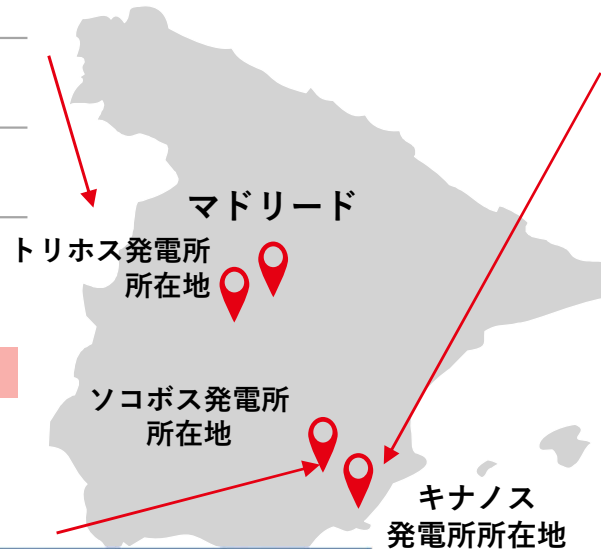 マドリード
トリホス発電所
所在地
ソコボス発電所
所在地
キナノス
発電所所在地